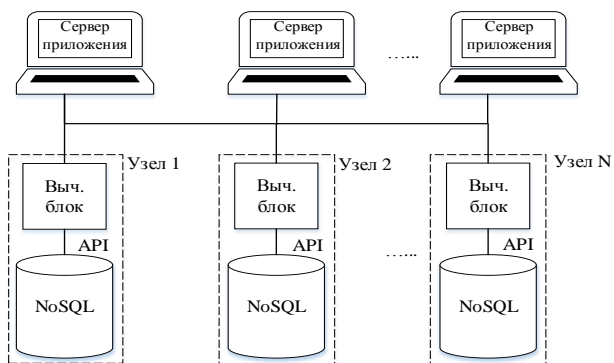 Сервер
приложения
Сервер
приложения
…...
Сервер
приложения
Узел 1
Узел 2
Узел N
Выч.
блок
Выч.
блок
Выч.
блок
API
API
…...
API
NoSQL
NoSQL
NoSQL